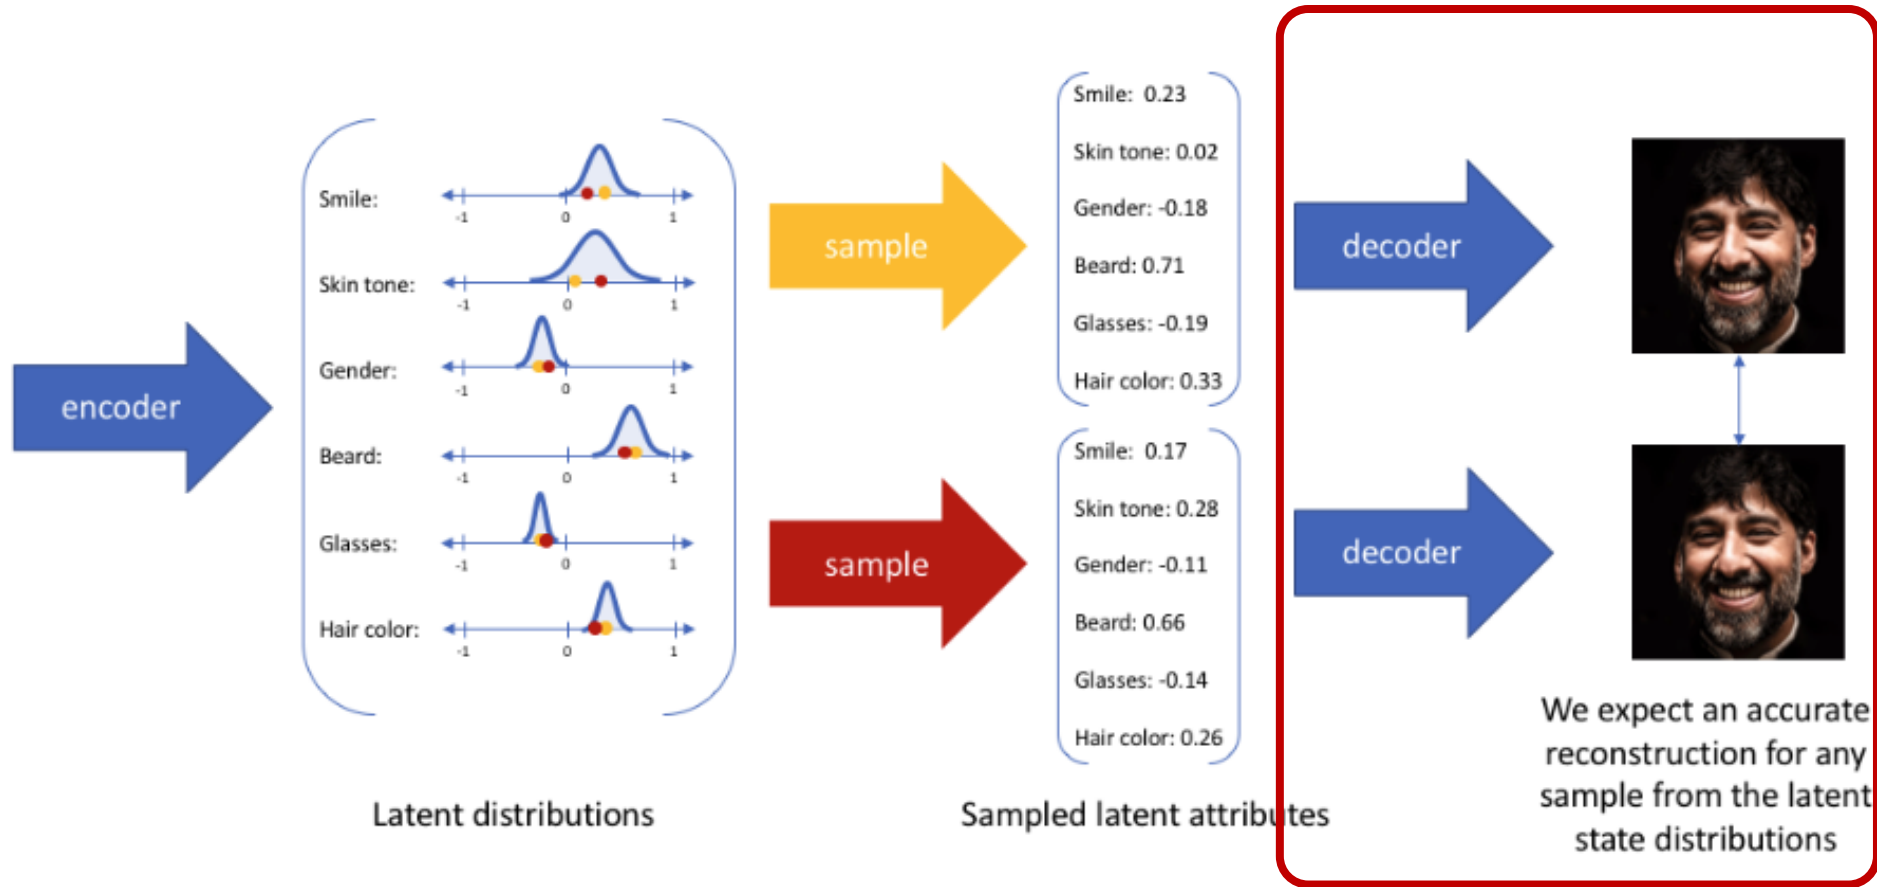 encoder
Smile:
-1 0 1
Skin tone:
-1 0 1
Gender:
-1 0 1
Beard:
-1 0 1
Glasses:
-1 0 1
Hair color:
-1 0 1
Latent distributions
sample
sample
Smile: 0.23
Skin tone: 0.02
Gender: -0.18
Beard: 0.71
Glasses: -0.19
Hair color: 0.33
Smile: 0.17
Skin tone: 0.28
Gender: -0.11
Beard: 0.66
Glasses: -0.14
Hair color: 0.26
Sampled latent attributes
decoder
decoder
We expect an accurate
reconstruction for any
sample from the latent
state distributions